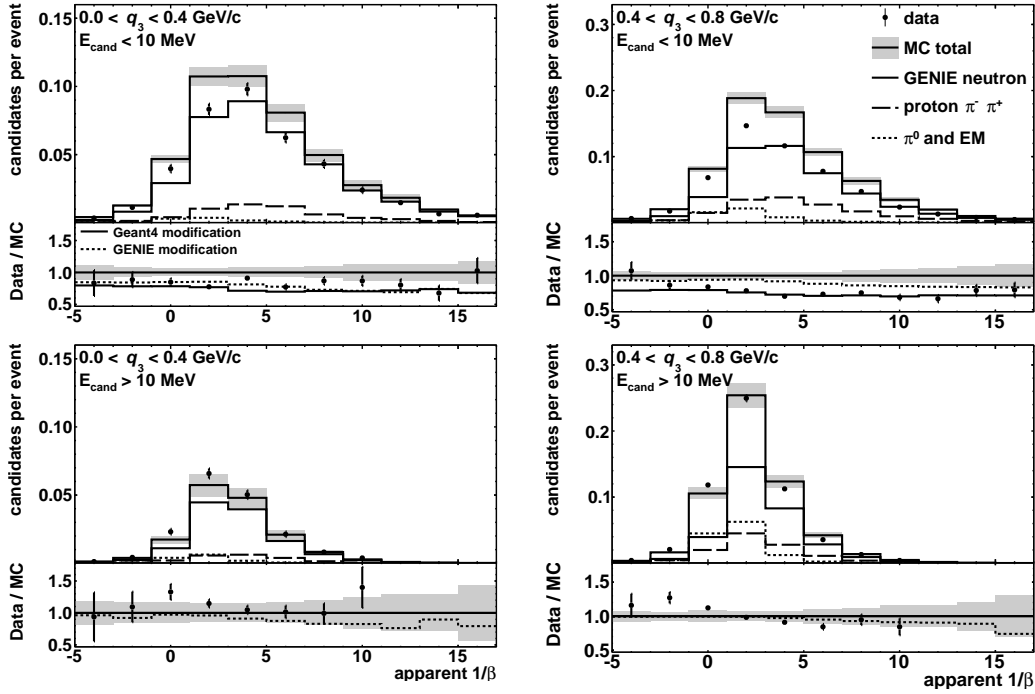 0.0 < q3 < 0.4 GeV/c
Ecand < 10 MeV
candidates per event
0.10
0.05
Geant4 modification
GENIE modification
Data / MC
1.5
1.0
0.5
-5 0 5 10 15
0.4 < q3 < 0.8 GeV/c
Ecand < 10 MeV
data
MC total
GENIE neutron
proton π- π+
π0 and EM
candidates per event
0.3
0.2
0.1
Data / MC
1.5
1.0
0.5
-5 0 5 10 15
0.0 < q3 < 0.4 GeV/c
Ecand > 10 MeV
candidates per event
0.10
0.05
Data / MC
1.5
1.0
0.5
-5 0 5 10 15
apparent 1/β
0.4 < q3 < 0.8 GeV/c
Ecand > 10 MeV
candidates per event
0.3
0.2
0.1
Data / MC
1.5
1.0
0.5
-5 0 5 10 15
apparent 1/β